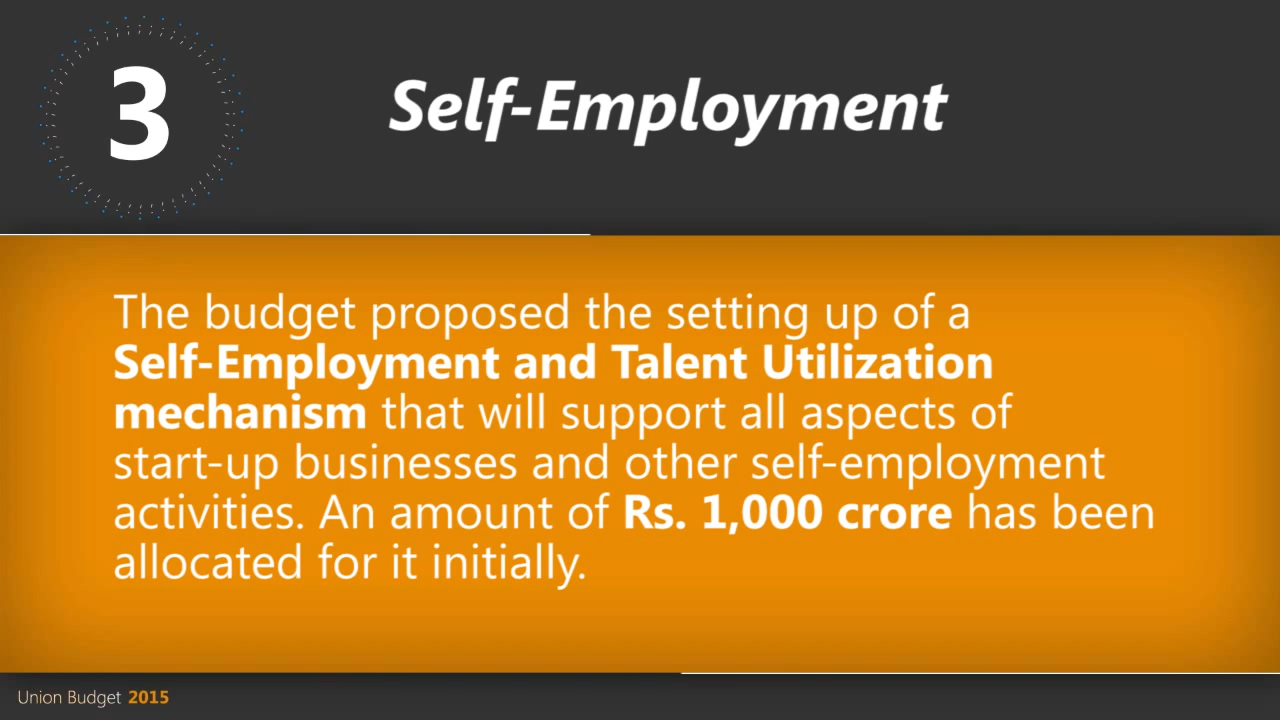 3
Self-Employment
The budget proposed the setting up of a
Self-Employment and Talent Utilization
mechanism that will support all aspects of
start-up businesses and other self-employment
activities. An amount of Rs. 1,000 crore has been
allocated for it initially.
Union Budget 2015